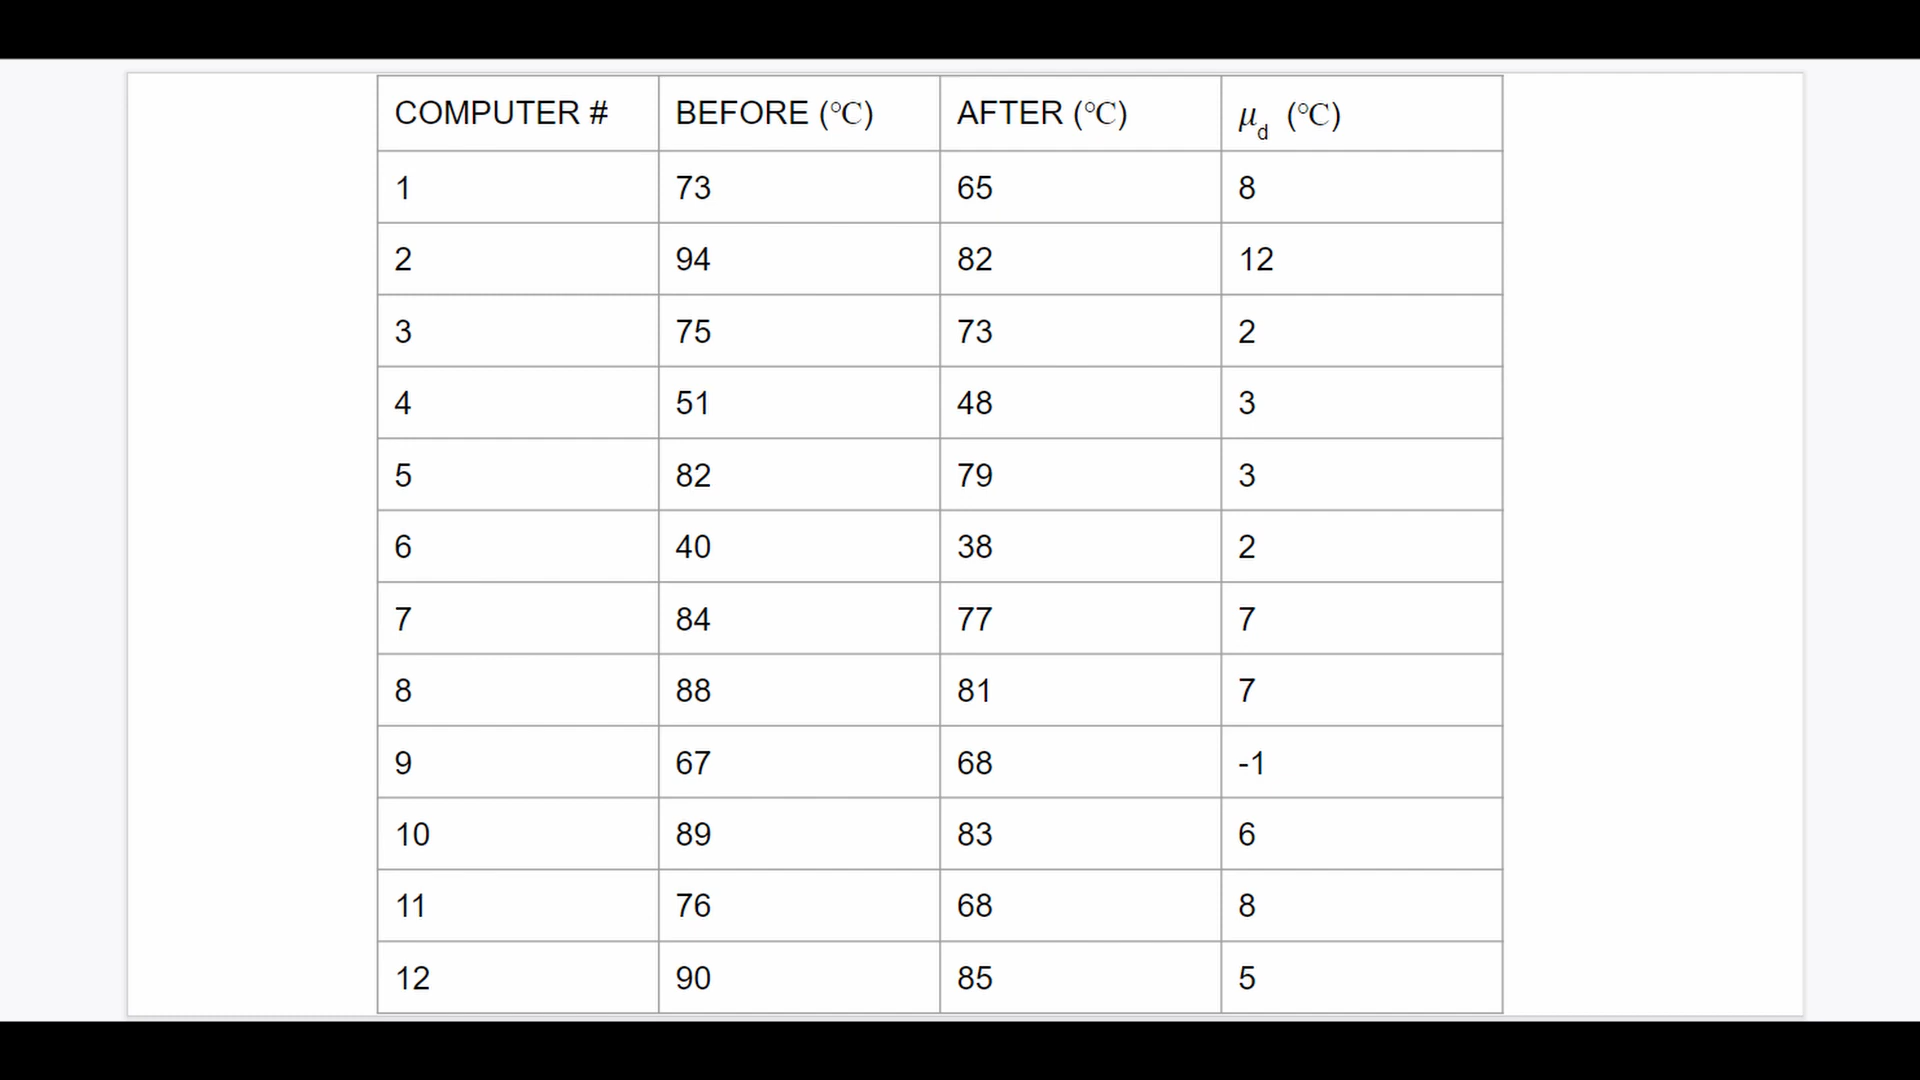 COMPUTER # BEFORE (℃) AFTER (℃) μd (℃)
1 73 65 8
2 94 82 12
3 75 73 2
4 51 48 3
5 82 79 3
6 40 38 2
7 84 77 7
8 88 81 7
9 67 68 -1
10 89 83 6
11 76 68 8
12 90 85 5